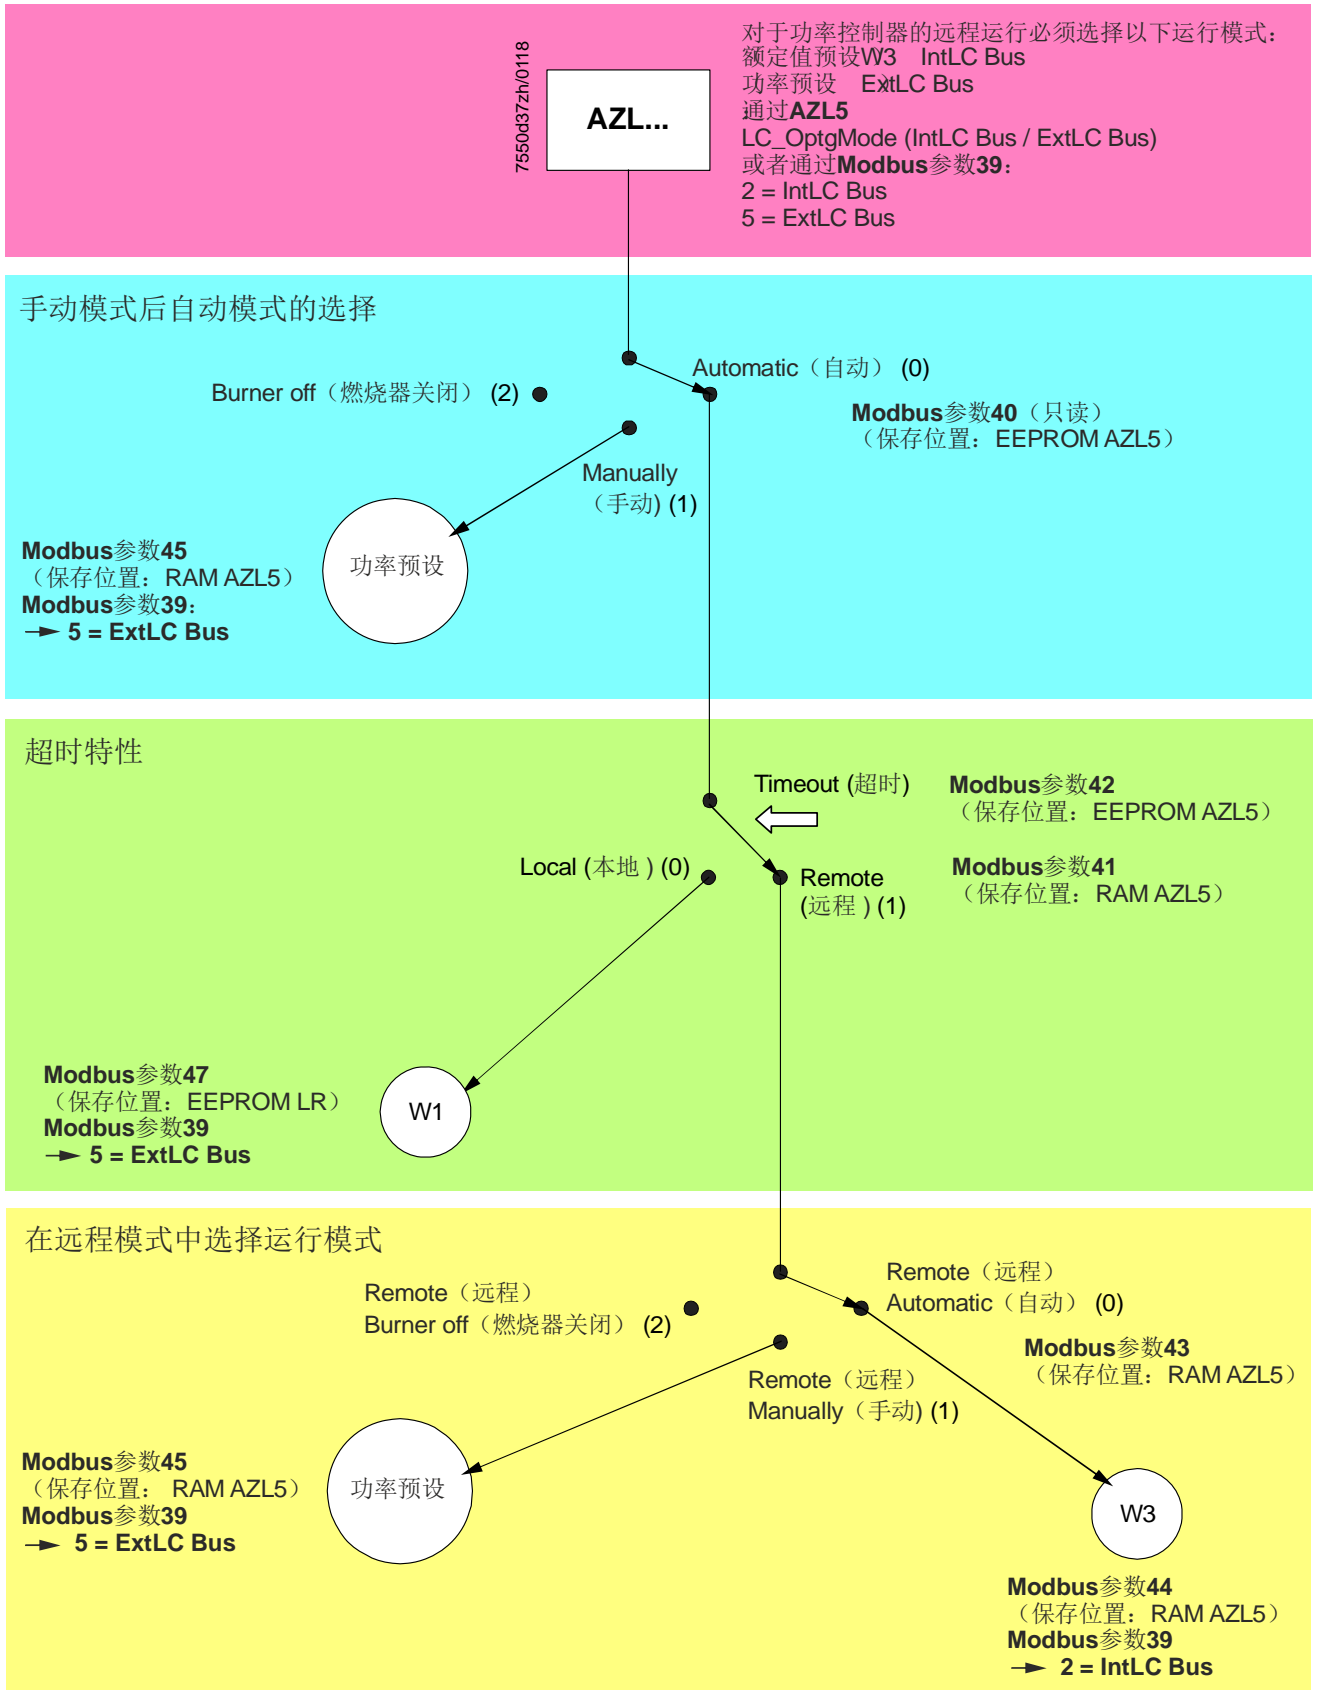 对于功率控制器的远程运行必须选择以下运行模式：
额定值预设W3 IntLC Bus
功率预设 ExtLC Bus
通过AZL5
LC_OptgMode (IntLC Bus / ExtLC Bus)
或者通过Modbus参数39：
2 = IntLC Bus
5 = ExtLC Bus
7550d37zh/0118
AZL...
手动模式后自动模式的选择
Automatic（自动） (0)
Burner off（燃烧器关闭） (2)
Modbus参数40（只读）
（保存位置：EEPROM AZL5）
Manually
（手动) (1)
功率预设
Modbus参数45
（保存位置：RAM AZL5）
Modbus参数39：
5 = ExtLC Bus
超时特性
Timeout (超时)
Modbus参数42
（保存位置：EEPROM AZL5）
Local (本地 ) (0)
Remote
(远程 ) (1)
Modbus参数41
（保存位置：RAM AZL5）
Modbus参数47
（保存位置：EEPROM LR）
Modbus参数39
5 = ExtLC Bus
W1
在远程模式中选择运行模式
Remote（远程）
Automatic（自动） (0)
Remote（远程）
Burner off（燃烧器关闭） (2)
Modbus参数43
（保存位置：RAM AZL5）
Remote（远程）
Manually（手动) (1)
Modbus参数45
（保存位置： RAM AZL5）
Modbus参数39
5 = ExtLC Bus
功率预设
W3
Modbus参数44
（保存位置：RAM AZL5）
Modbus参数39
2 = IntLC Bus